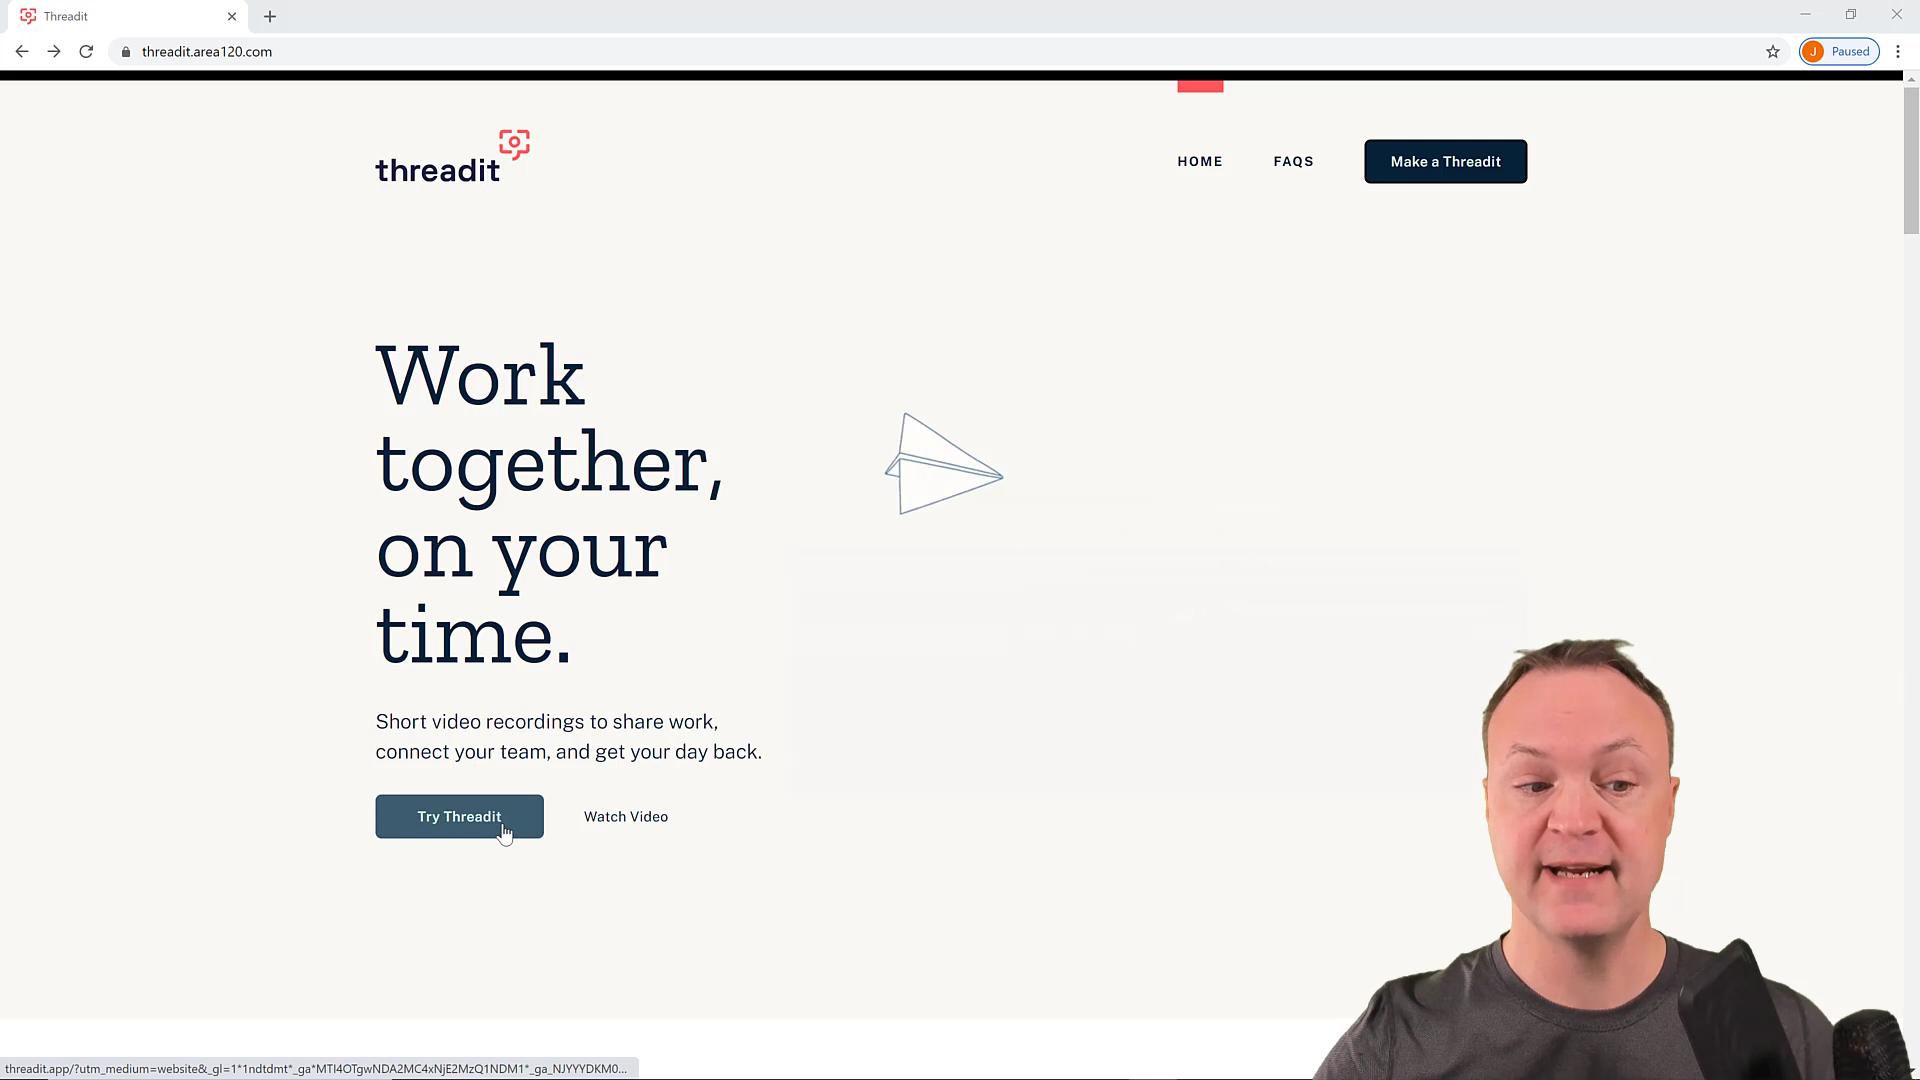 Threadit
threadit.area120.com
J Paused
threadit
HOME FAQS Make a Threadit
Work
together,
on your
time.
Short video recordings to share work,
connect your team, and get your day back.
Try Threadit Watch Video
threadit.app/?utm_medium=website&_gl=1*1ndtdmt*_ga*MTI4OTgwNDA2MC4xNjE2MzQ1NDM1*_ga_NJYYYDKM0...